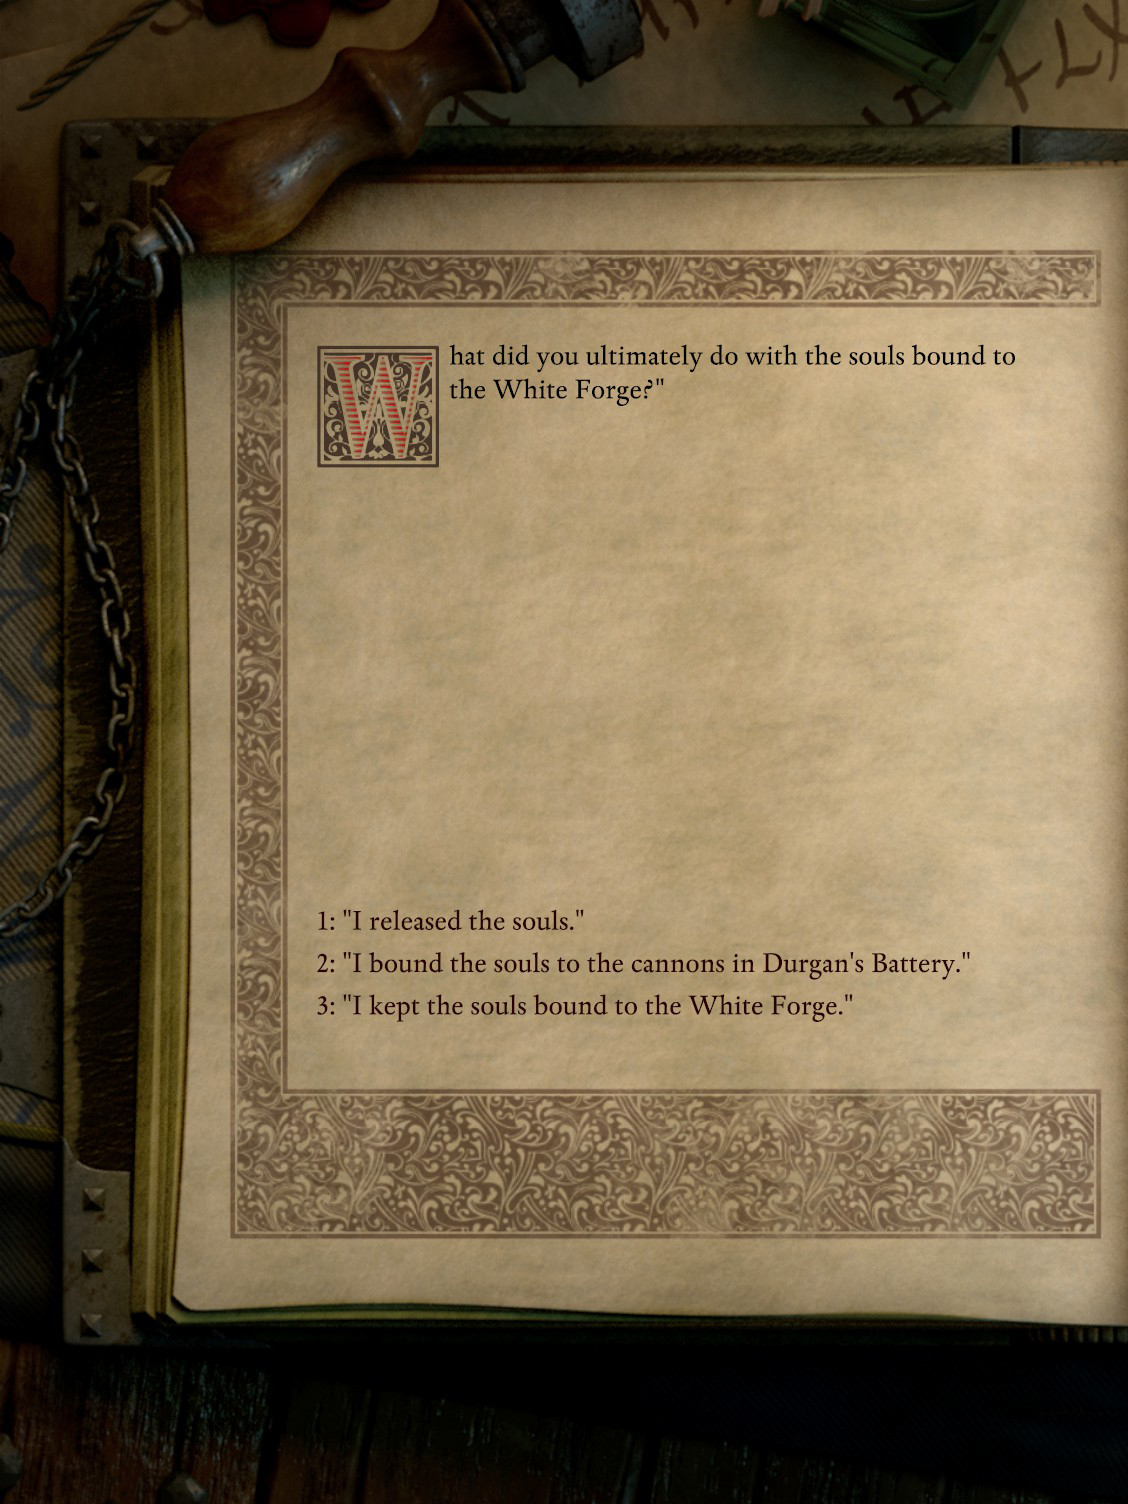 What did you ultimately do with the souls bound to
the White Forge?"
1: "I released the souls."
2: "I bound the souls to the cannons in Durgan's Battery."
3: "I kept the souls bound to the White Forge."